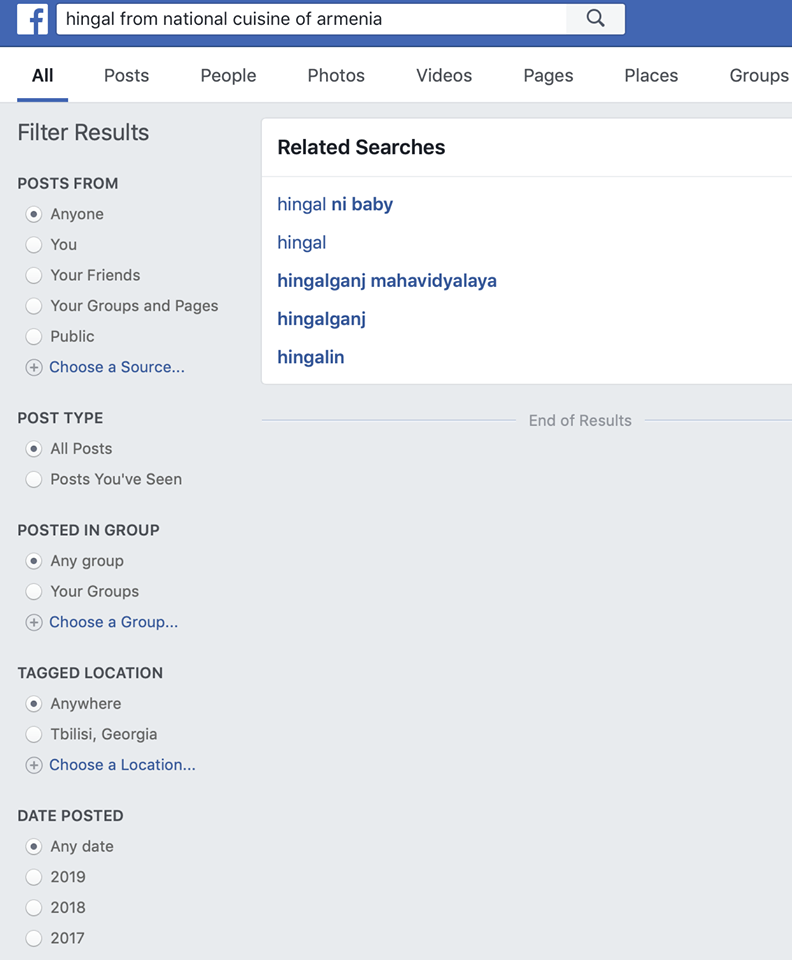 hingal from national cuisine of armenia
All Posts People Photos Videos Pages Places Groups
Filter Results
POSTS FROM
Anyone
You
Your Friends
Your Groups and Pages
Public
Choose a Source...
POST TYPE
All Posts
Posts You've Seen
POSTED IN GROUP
Any group
Your Groups
Choose a Group...
TAGGED LOCATION
Anywhere
Tbilisi, Georgia
Choose a Location...
DATE POSTED
Any date
2019
2018
2017
Related Searches
hingal ni baby
hingal
hingalganj mahavidyalaya
hingalganj
hingalin
End of Results